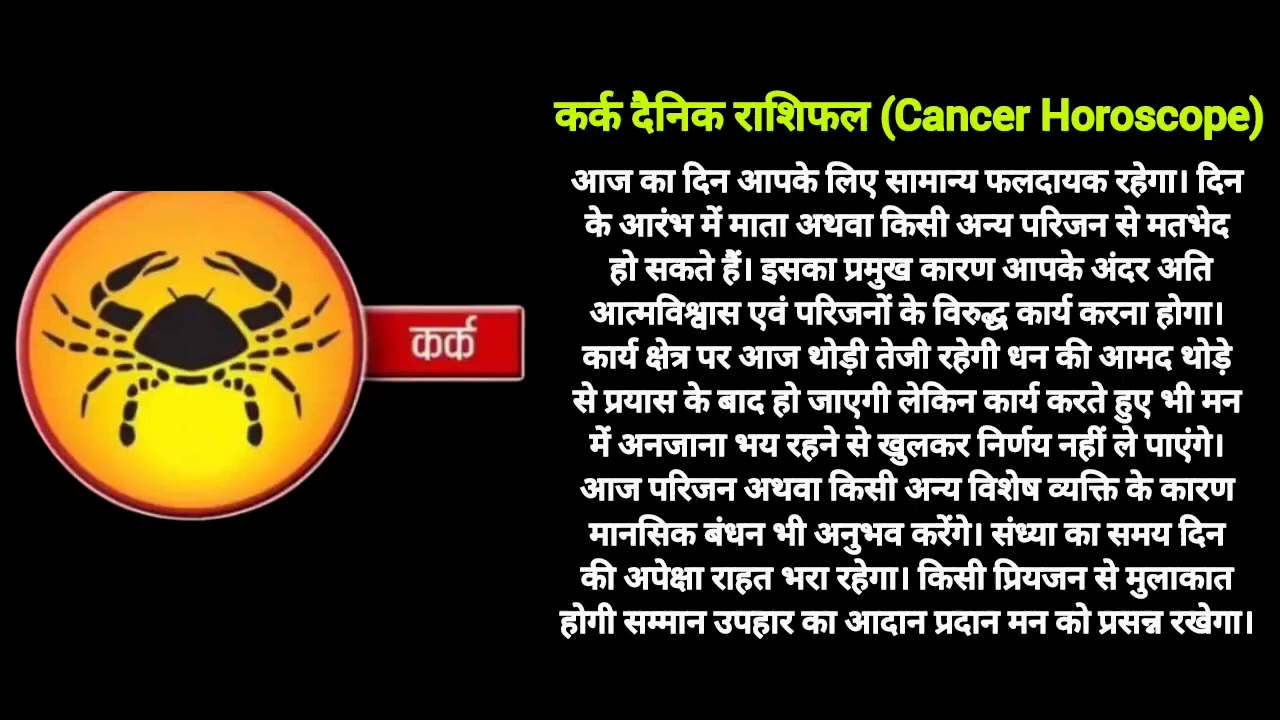 कर्क दैनिक राशिफल (Cancer Horoscope)
आज का दिन आपके लिए सामान्य फलदायक रहेगा। दिन
के आरंभ में माता अथवा किसी अन्य परिजन से मतभेद
हो सकते हैं। इसका प्रमुख कारण आपके अंदर अति
आत्मविश्वास एवं परिजनों के विरुद्ध कार्य करना होगा।
कार्य क्षेत्र पर आज थोड़ी तेजी रहेगी धन की आमद थोड़े
से प्रयास के बाद हो जाएगी लेकिन कार्य करते हुए भी मन
में अनजाना भय रहने से खुलकर निर्णय नहीं ले पाएंगे।
आज परिजन अथवा किसी अन्य विशेष व्यक्ति के कारण
मानसिक बंधन भी अनुभव करेंगे। संध्या का समय दिन
की अपेक्षा राहत भरा रहेगा। किसी प्रियजन से मुलाकात
होगी सम्मान उपहार का आदान प्रदान मन को प्रसन्न रखेगा।
कर्क